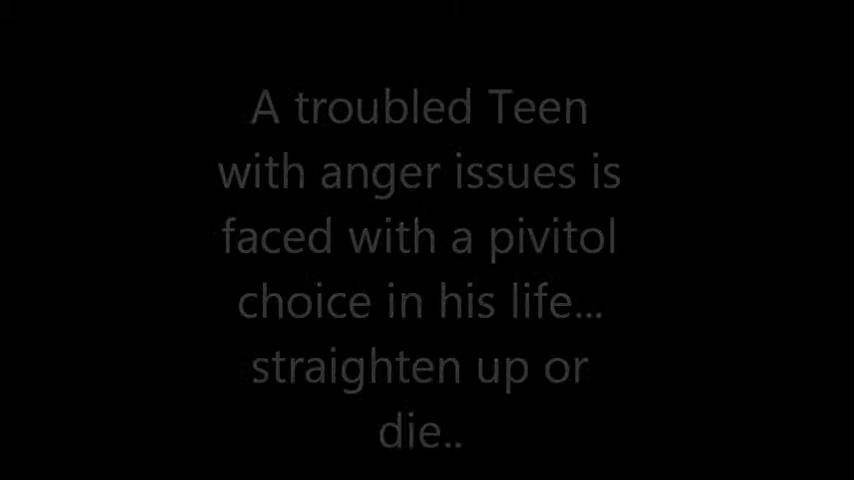 A troubled Teen
with anger issues is
faced with a pivitol
choice in his life...
straighten up or
die..